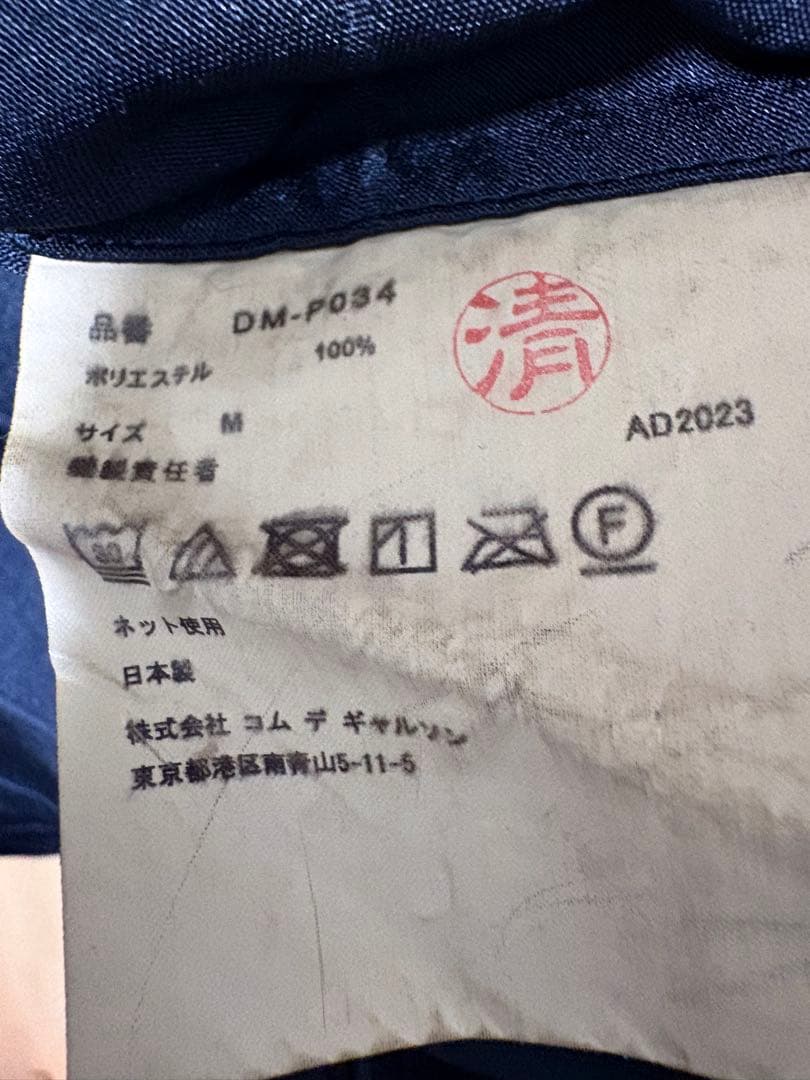 品番 DM-P034
ポリエステル 100%
清
サイズ M
AD2023
縫製責任者
30
F
ネット使用
日本製
株式会社 コム デ ギャルソン
東京都港区南青山5-11-5